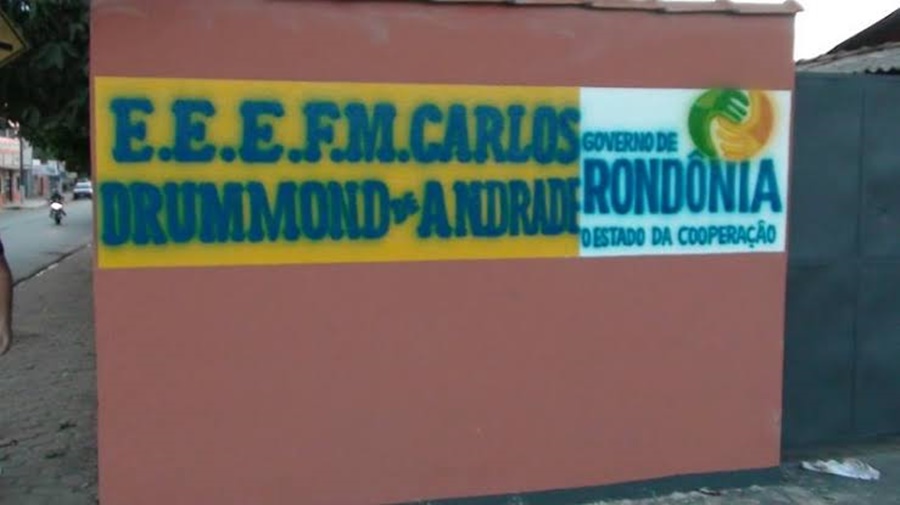 E.E.E.F.M. CARLOS
DRUMMOND DE ANDRADE
GOVERNO DE
RONDÔNIA
O ESTADO DA COOPERAÇÃO